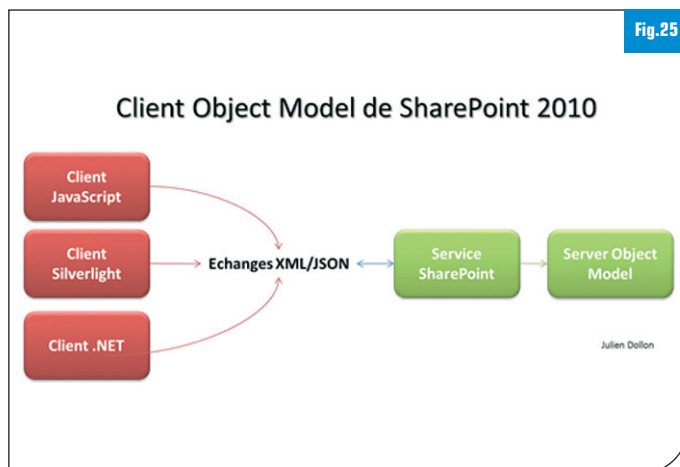 Fig.25
Client Object Model de SharePoint 2010
Client
JavaScript
Client
Silverlight
Client .NET
Echanges XML/JSON
Service
SharePoint
Server Object
Model
Julien Dollon